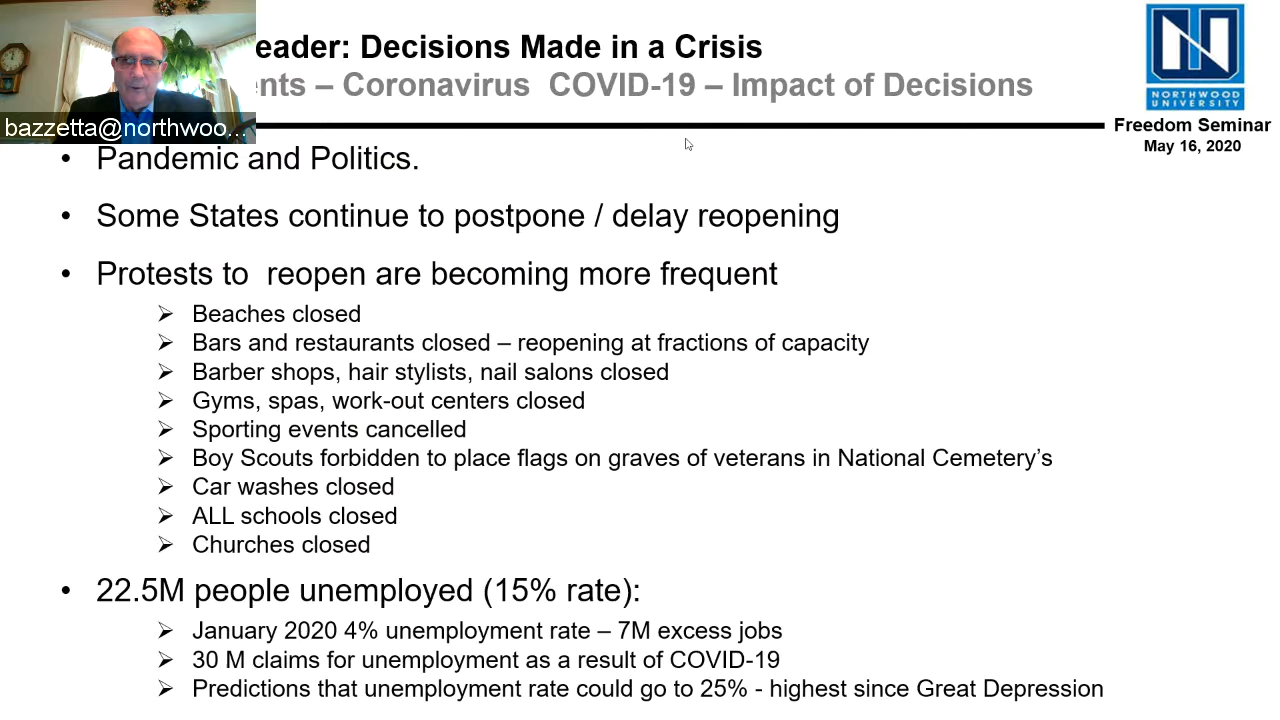 eader: Decisions Made in a Crisis
ents – Coronavirus  COVID-19 – Impact of Decisions
NORTHWOOD
UNIVERSITY
Freedom Seminar
May 16, 2020
bazzetta@northwoo...
• Pandemic and Politics.
• Some States continue to postpone / delay reopening
• Protests to  reopen are becoming more frequent
➢ Beaches closed
➢ Bars and restaurants closed – reopening at fractions of capacity
➢ Barber shops, hair stylists, nail salons closed
➢ Gyms, spas, work-out centers closed
➢ Sporting events cancelled
➢ Boy Scouts forbidden to place flags on graves of veterans in National Cemetery’s
➢ Car washes closed
➢ ALL schools closed
➢ Churches closed
• 22.5M people unemployed (15% rate):
➢ January 2020 4% unemployment rate – 7M excess jobs
➢ 30 M claims for unemployment as a result of COVID-19
➢ Predictions that unemployment rate could go to 25% - highest since Great Depression